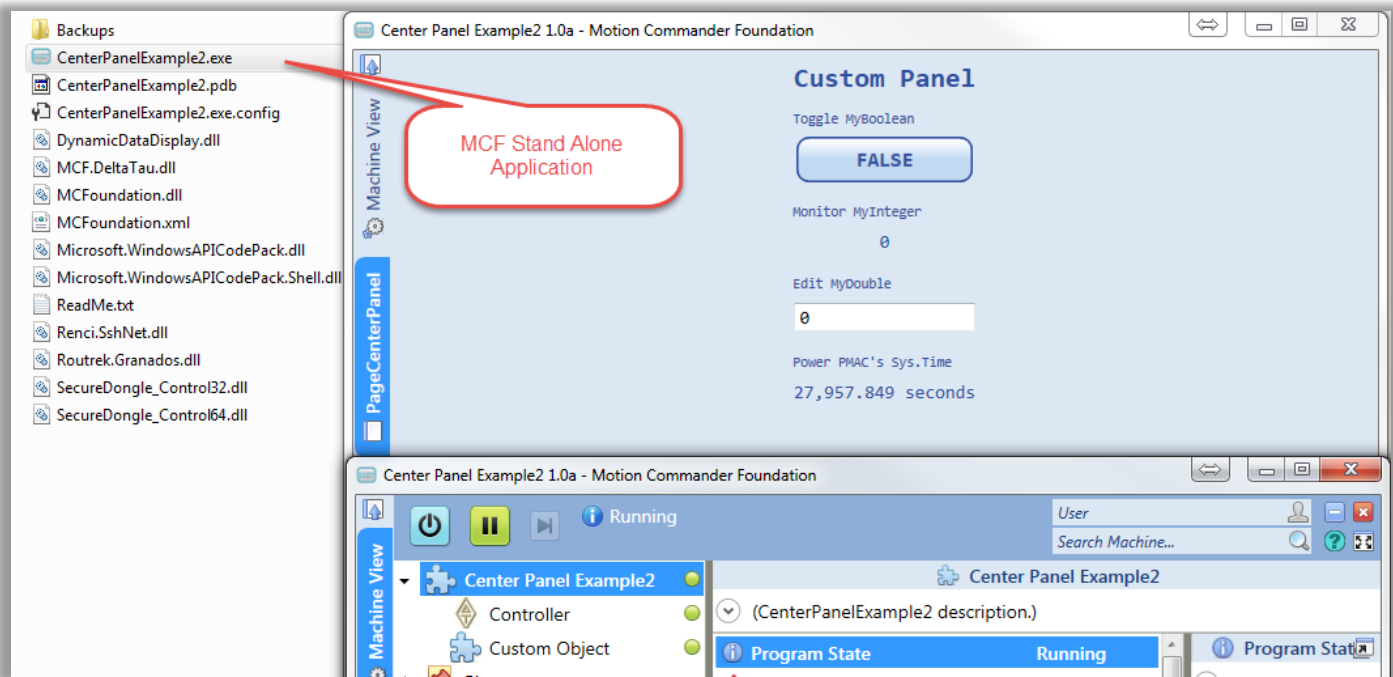 Backups
CenterPanelExample2.exe
CenterPanelExample2.pdb
CenterPanelExample2.exe.config
DynamicDataDisplay.dll
MCF.DeltaTau.dll
MCFoundation.dll
MCFoundation.xml
Microsoft.WindowsAPICodePack.dll
Microsoft.WindowsAPICodePack.Shell.dll
ReadMe.txt
Renci.SshNet.dll
Routrek.Granados.dll
SecureDongle_Control32.dll
SecureDongle_Control64.dll
MCF Stand Alone
Application
Center Panel Example2 1.0a - Motion Commander Foundation
Machine View
PageCenterPanel
Custom Panel
Toggle MyBoolean
FALSE
Monitor MyInteger
0
Edit MyDouble
0
Power PMAC's Sys.Time
27,957.849 seconds
Center Panel Example2 1.0a - Motion Commander Foundation
Running
User
Search Machine...
Machine View
Center Panel Example2
Controller
Custom Object
Center Panel Example2
(CenterPanelExample2 description.)
Program State Running
Program Stat